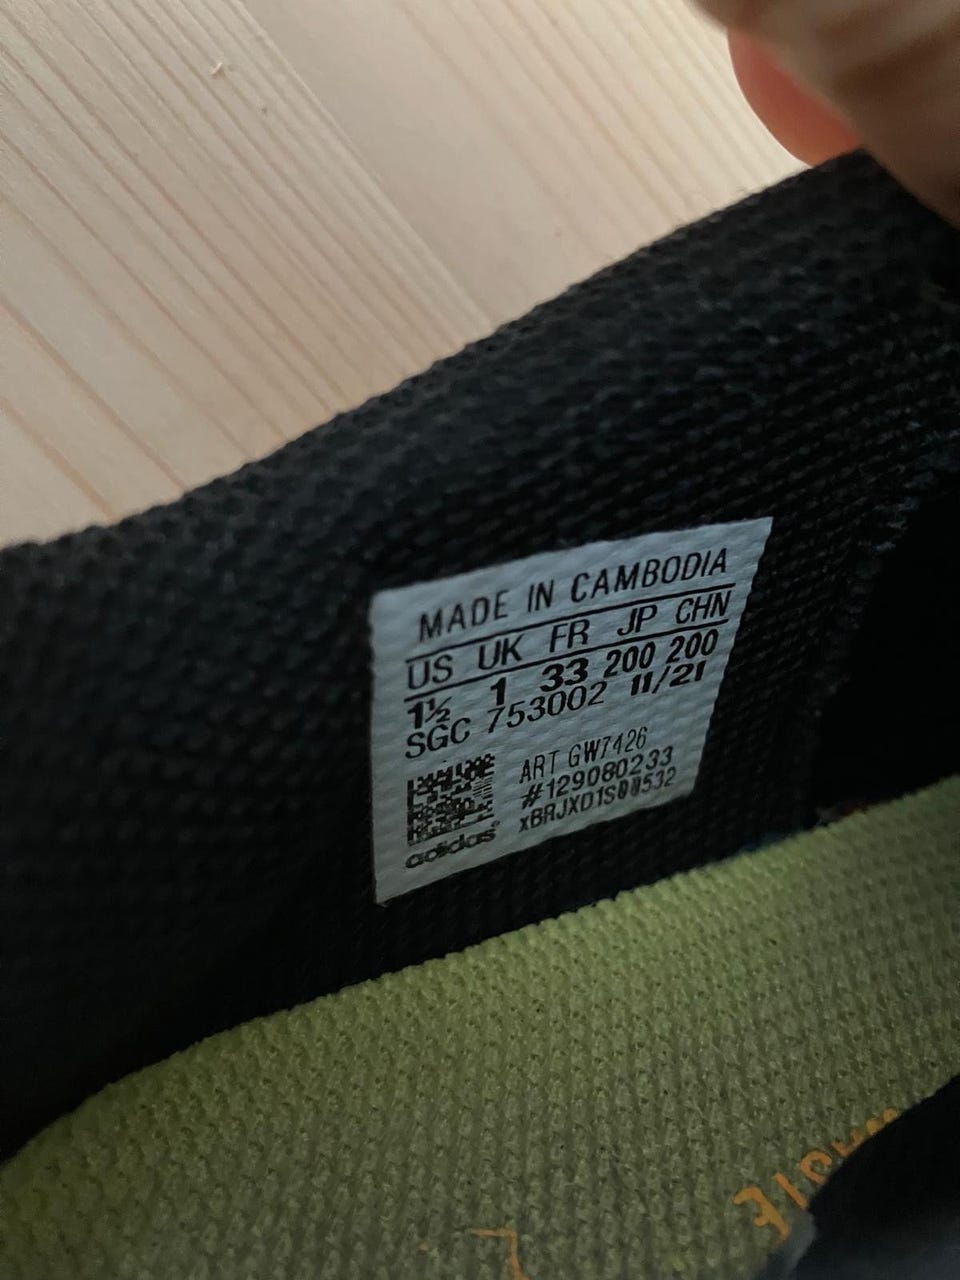 MADE IN CAMBODIA
US UK FR JP CHN
1½ 1 33 200 200
SGC 753002 11/21
ART GW7426
#129080233
adidas